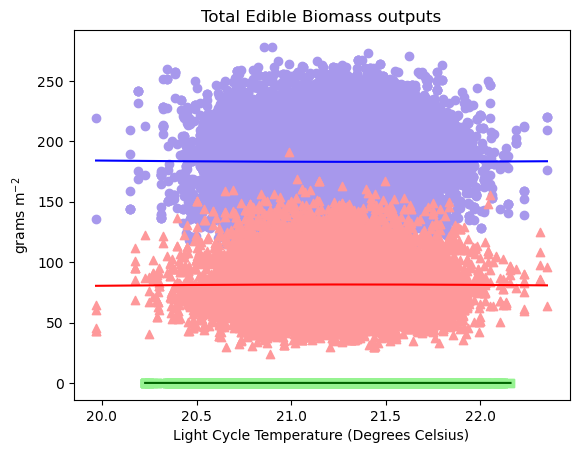 Total Edible Biomass outputs
grams m⁻²
250
200
150
100
50
0
20.0 20.5 21.0 21.5 22.0
Light Cycle Temperature (Degrees Celsius)